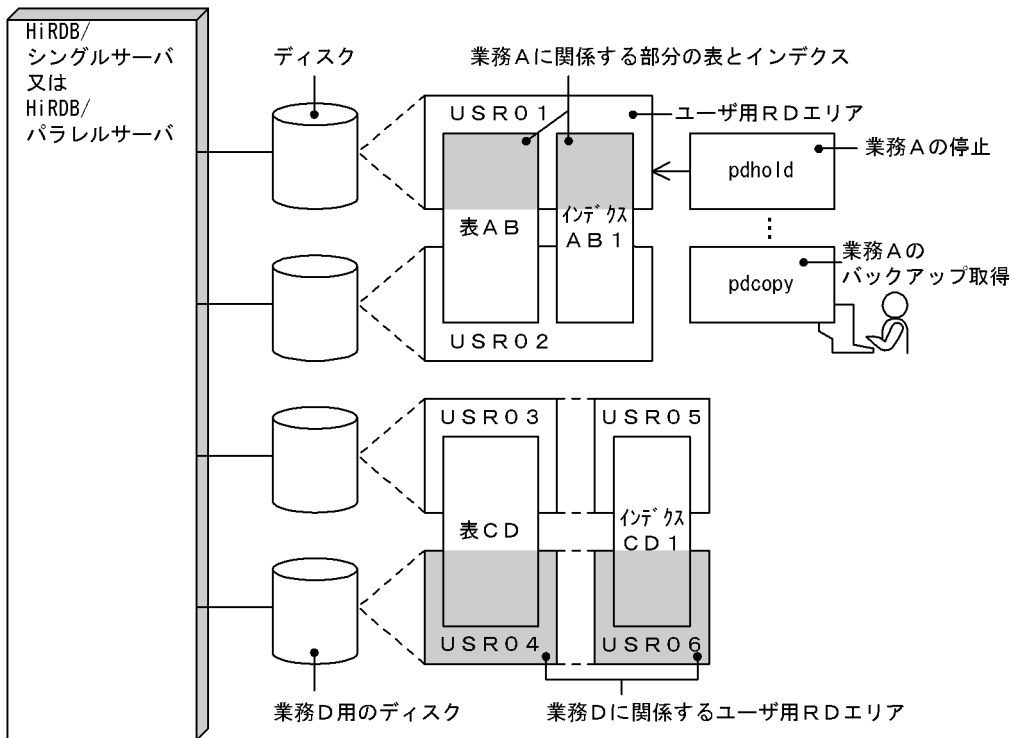 HiRDB/
シングルサーバ
又は
HiRDB/
パラレルサーバ
ディスク
業務Aに関係する部分の表とインデクス
USR01
ユーザ用RDエリア
業務Aの停止
pdhold
表AB
インデクス
AB1
業務Aの
バックアップ取得
pdcopy
USR02
USR03
USR05
表CD
インデクス
CD1
USR04
USR06
業務D用のディスク
業務Dに関係するユーザ用RDエリア